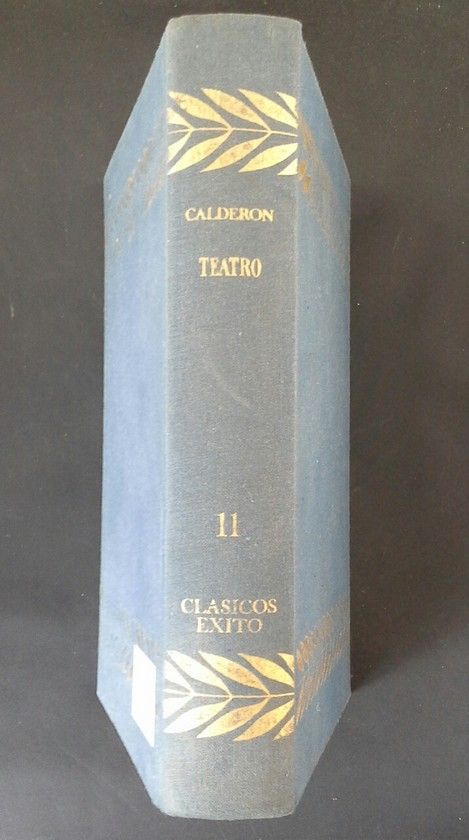 CALDERON
TEATRO
11
CLASICOS
EXITO